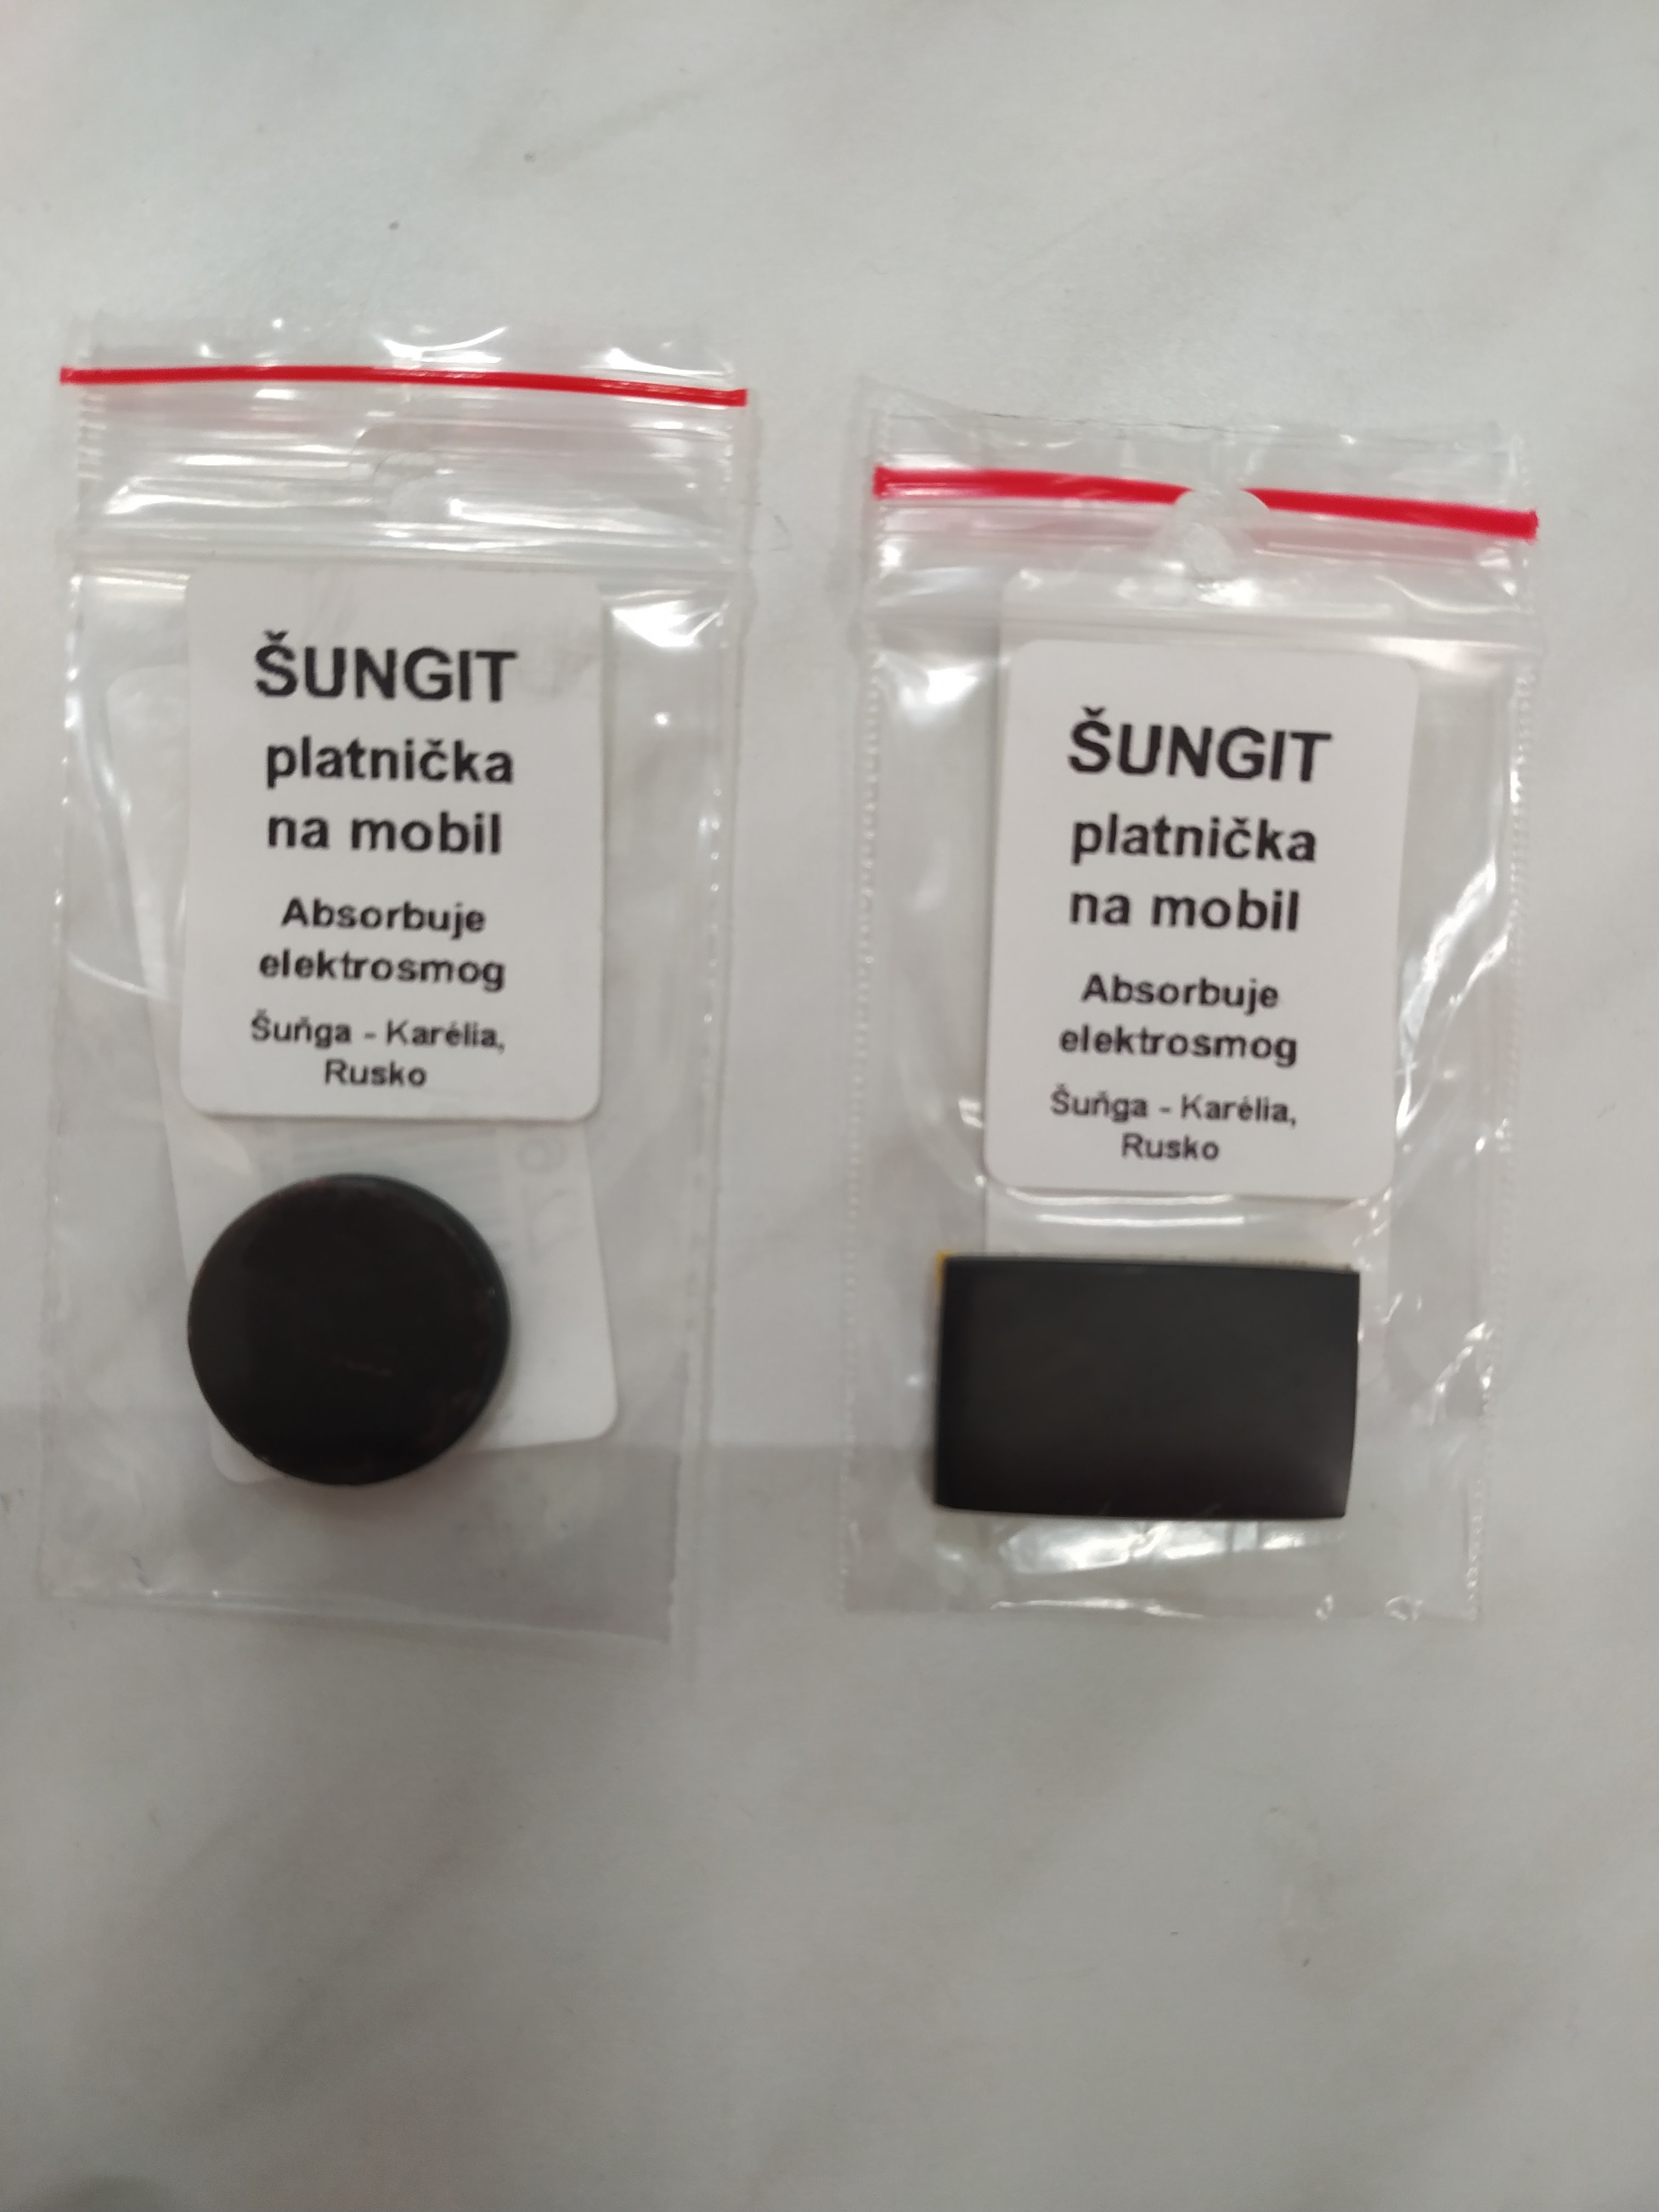 ŠUNGIT
platnička
na mobil
Absorbuje
elektrosmog
Šuňga - Karélia,
Rusko
ŠUNGIT
platnička
na mobil
Absorbuje
elektrosmog
Šuňga - Karélia,
Rusko